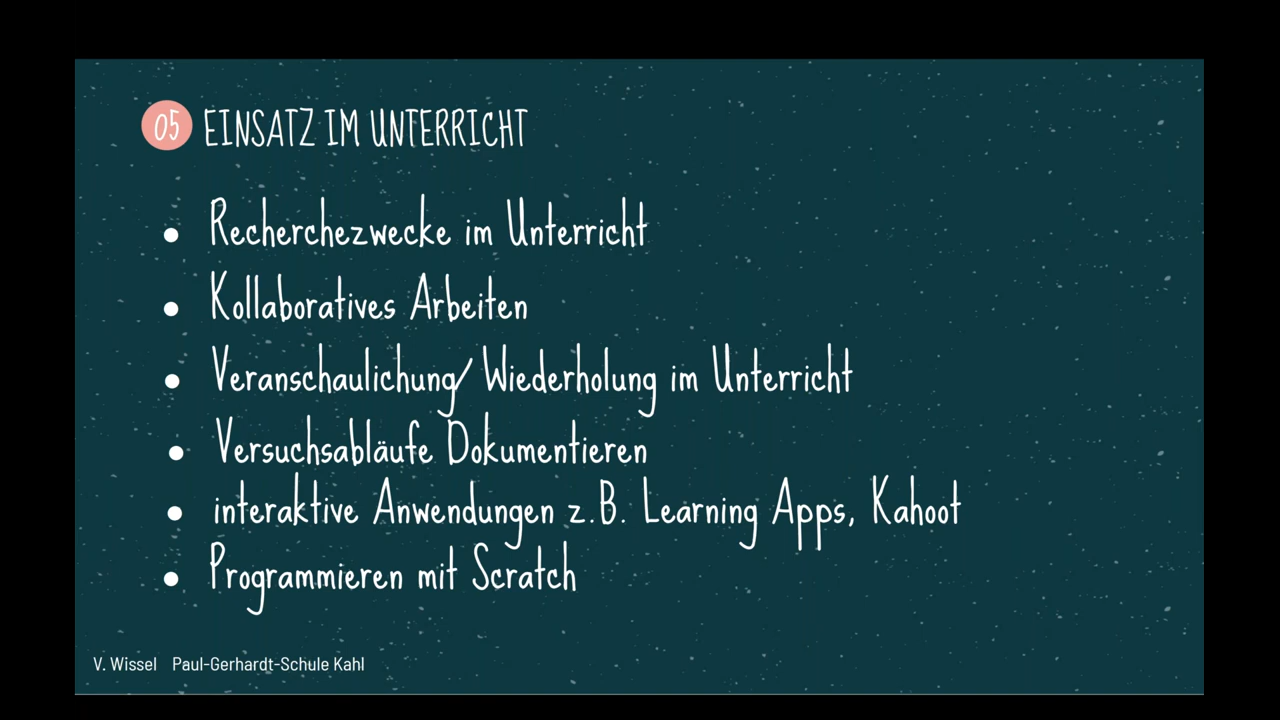 05 EINSATZ IM UNTERRICHT
• Recherchezwecke im Unterricht
• Kollaboratives Arbeiten
• Veranschaulichung/ Wiederholung im Unterricht
• Versuchsabläufe Dokumentieren
• interaktive Anwendungen z.B. Learning Apps, Kahoot
• Programmieren mit Scratch
V. Wissel Paul-Gerhardt-Schule Kahl